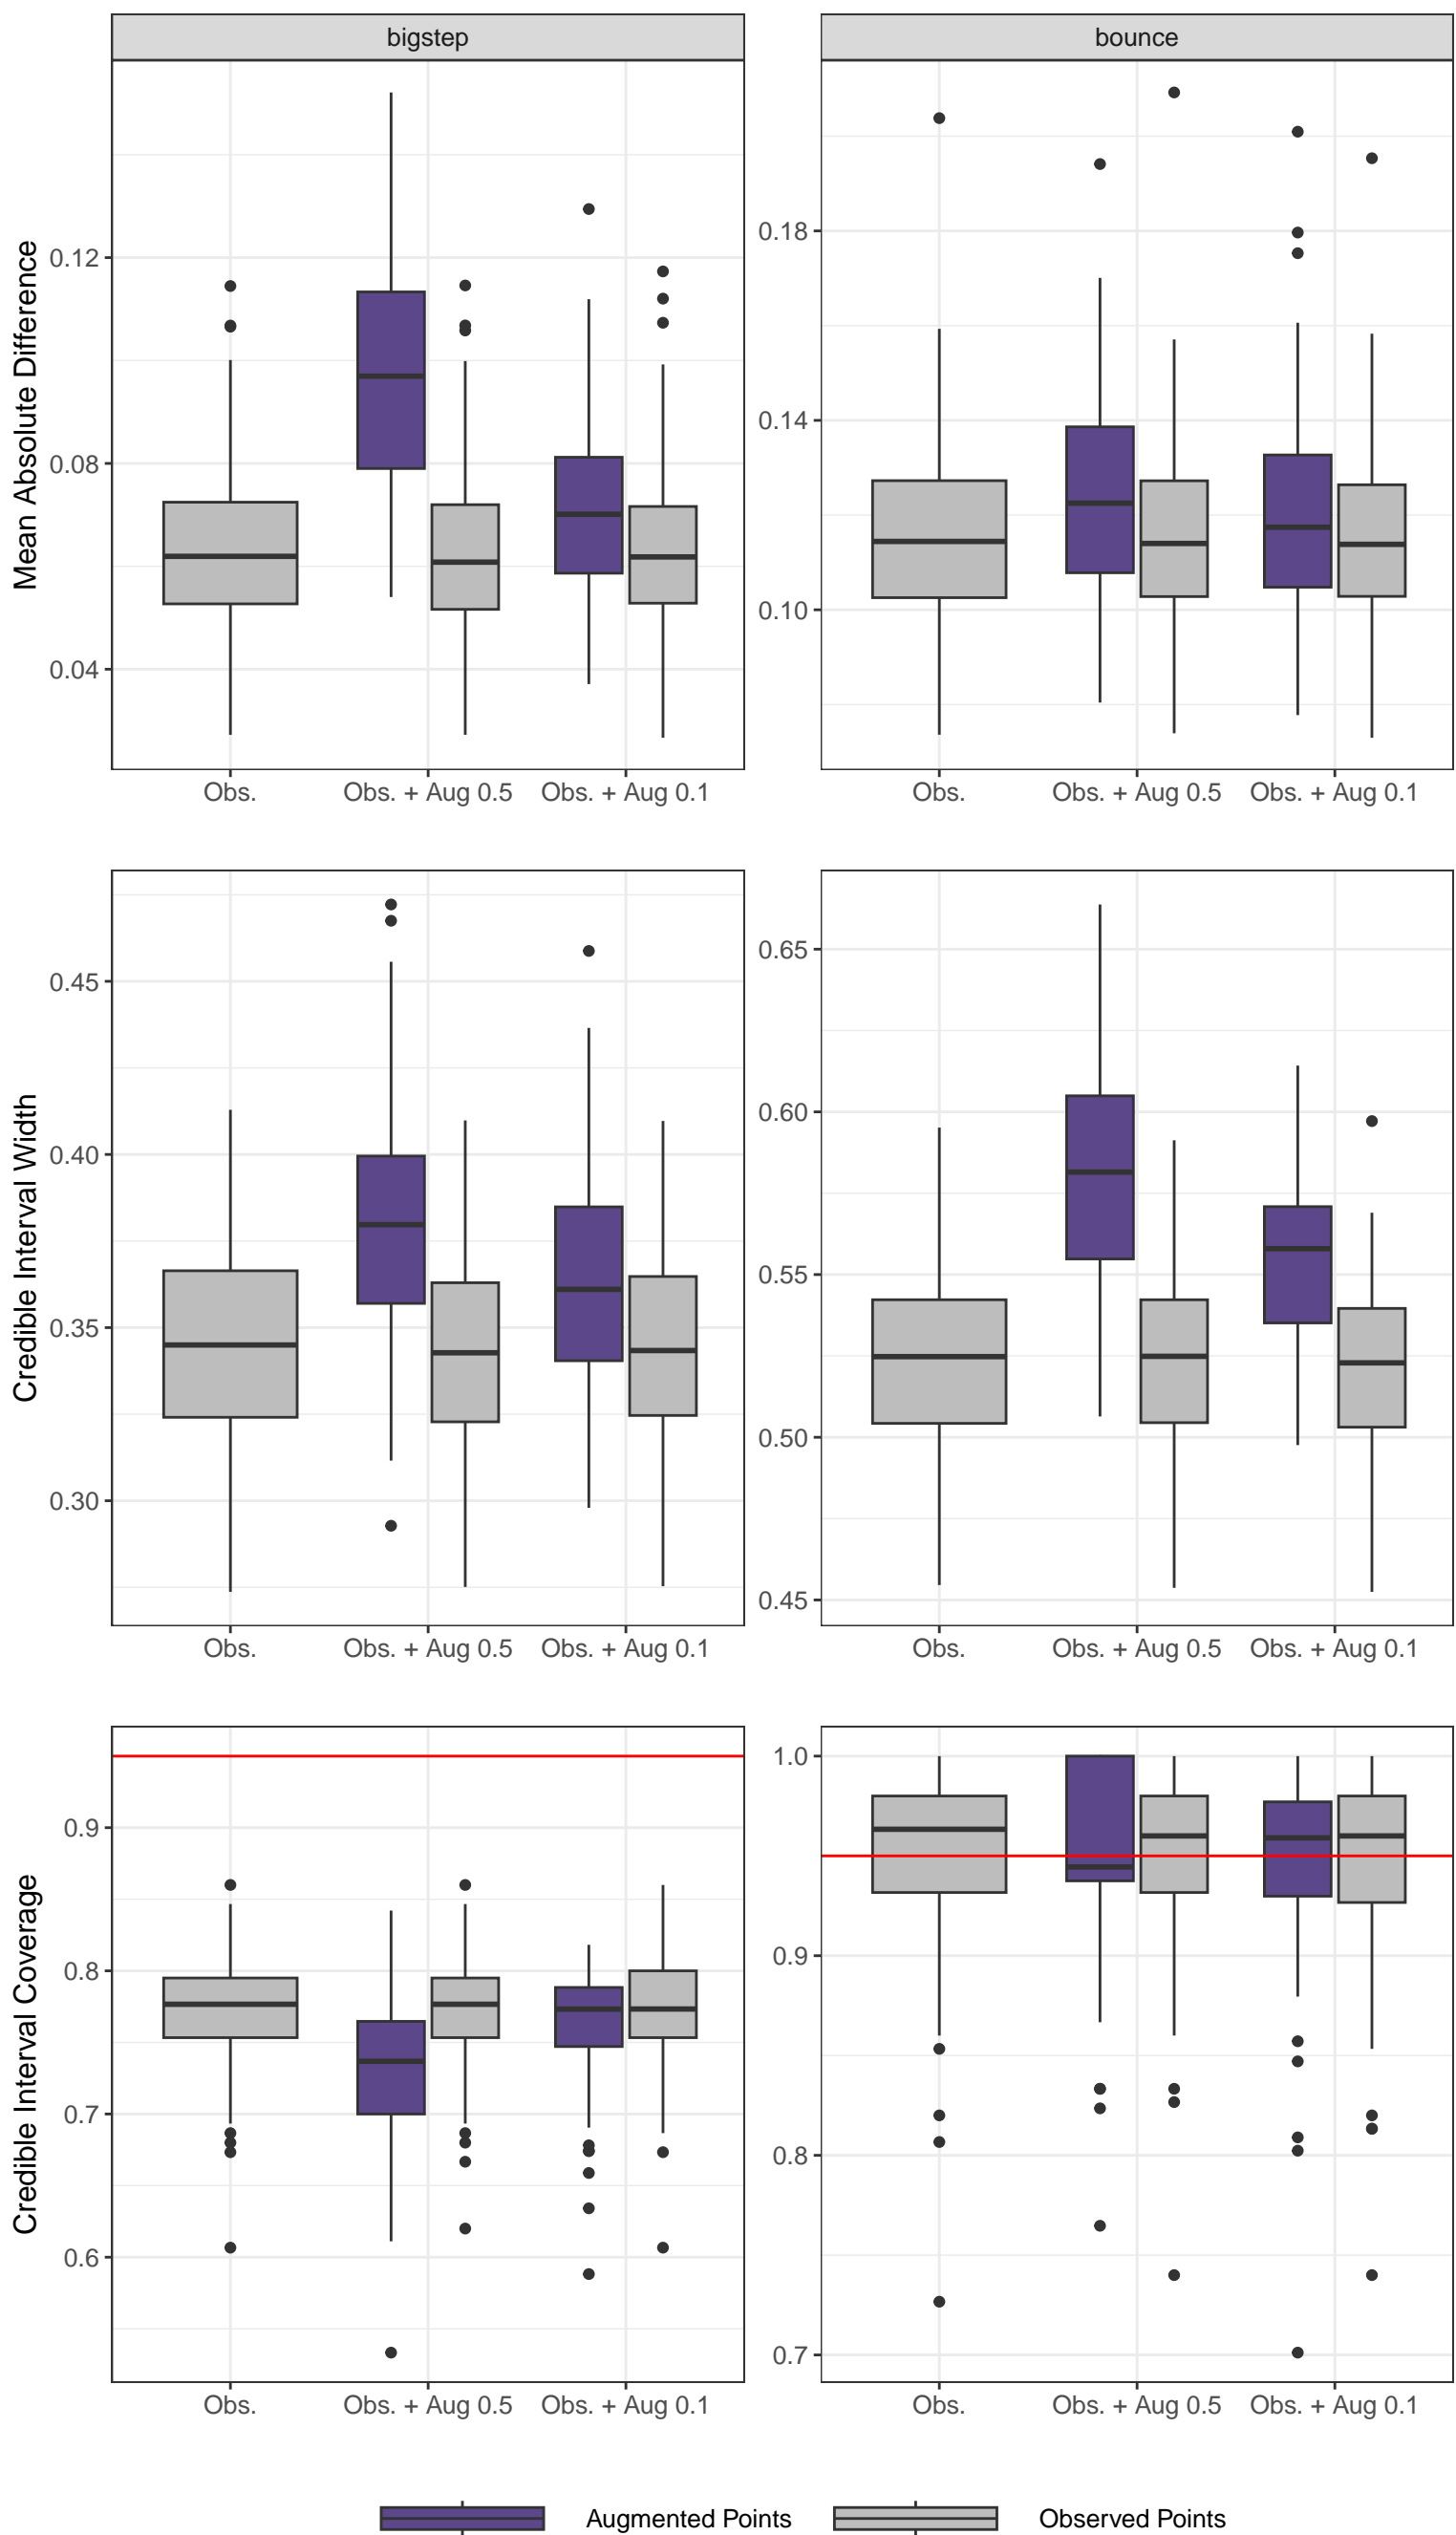 bigstep
bounce
Mean Absolute Difference
0.12
0.08
0.04
0.18
0.14
0.10
Obs.
Obs. + Aug 0.5
Obs. + Aug 0.1
Obs.
Obs. + Aug 0.5
Obs. + Aug 0.1
Credible Interval Width
0.45
0.40
0.35
0.30
0.65
0.60
0.55
0.50
0.45
Obs.
Obs. + Aug 0.5
Obs. + Aug 0.1
Obs.
Obs. + Aug 0.5
Obs. + Aug 0.1
Credible Interval Coverage
0.9
0.8
0.7
0.6
1.0
0.9
0.8
0.7
Obs.
Obs. + Aug 0.5
Obs. + Aug 0.1
Obs.
Obs. + Aug 0.5
Obs. + Aug 0.1
Augmented Points
Observed Points